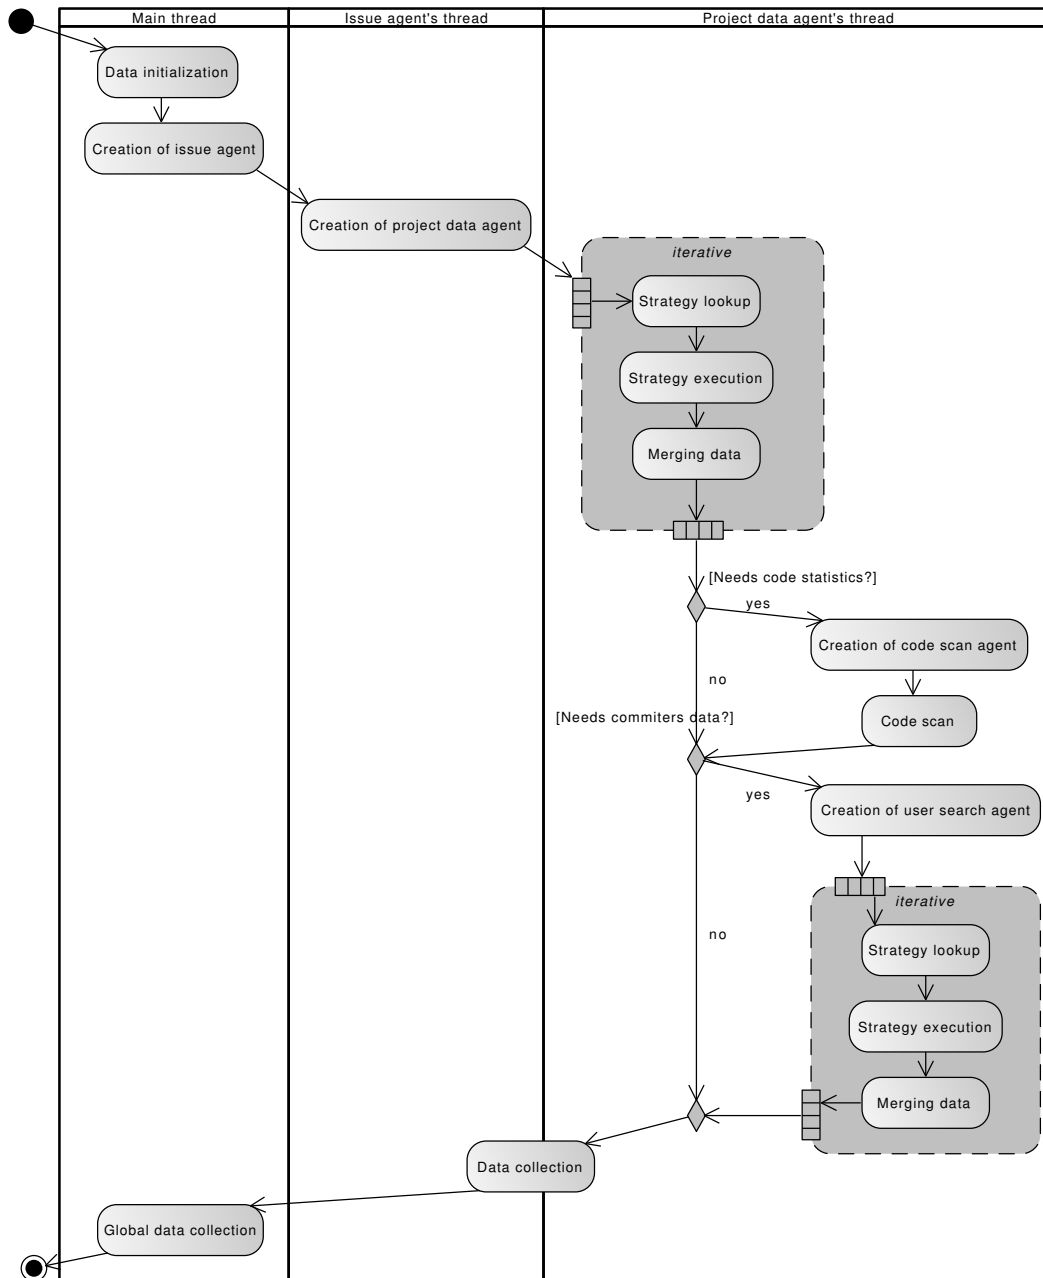 Main thread
Issue agent's thread
Project data agent's thread
Data initialization
Creation of issue agent
Creation of project data agent
iterative
Strategy lookup
Strategy execution
Merging data
[Needs code statistics?]
yes
Creation of code scan agent
no
Code scan
[Needs commiters data?]
yes
Creation of user search agent
iterative
no
Strategy lookup
Strategy execution
Merging data
Data collection
Global data collection